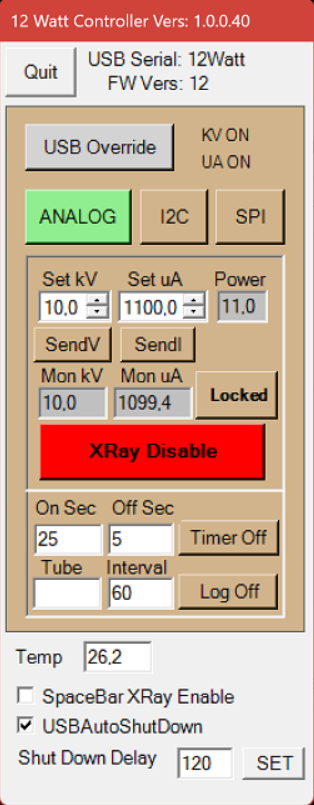 12 Watt Controller Vers: 1.0.0.40
Quit
USB Serial: 12Watt
FW Vers: 12
USB Override
KV ON
UA ON
ANALOG I2C SPI
Set kV Set uA Power
10,0 1100,0 11,0
SendV SendI
Mon kV Mon uA
10,0 1099,4 Locked
XRay Disable
On Sec Off Sec
25 5 Timer Off
Tube Interval
60 Log Off
Temp 26,2
SpaceBar XRay Enable
USBAutoShutDown
Shut Down Delay 120 SET